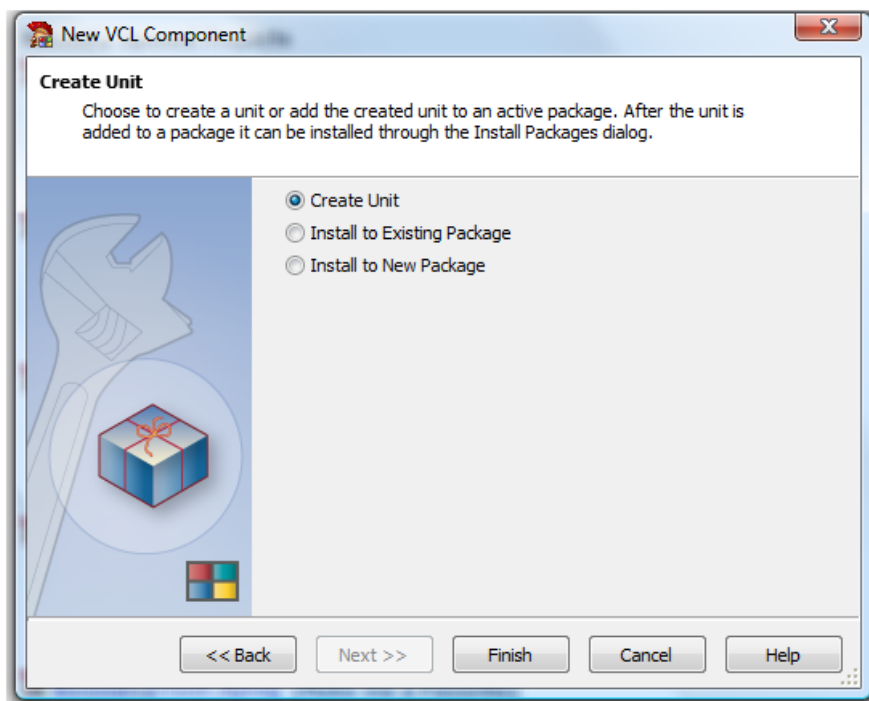 New VCL Component
Create Unit
Choose to create a unit or add the created unit to an active package. After the unit is
added to a package it can be installed through the Install Packages dialog.
Create Unit
Install to Existing Package
Install to New Package
<< Back
Next >>
Finish
Cancel
Help